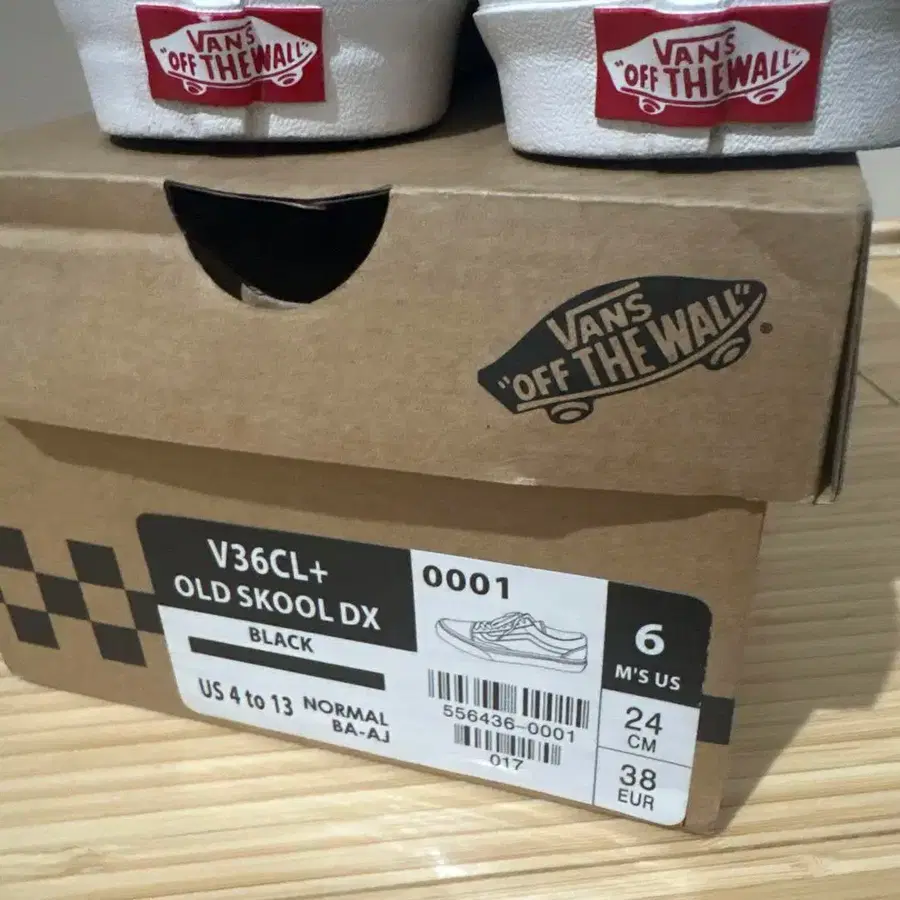 VANS
"OFF THE WALL"
VANS
"OFF THE WALL"
VANS
"OFF THE WALL"
®
V36CL+
OLD SKOOL DX
BLACK
US 4 to 13 NORMAL
BA-AJ
0001
556436-0001
017
6
M'S US
24
CM
38
EUR